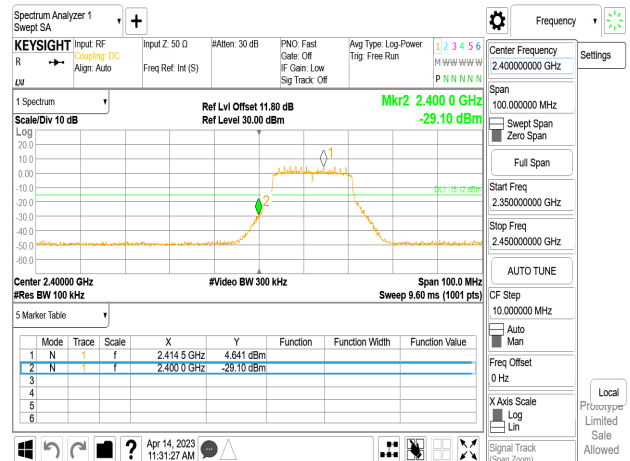 Spectrum Analyzer 1
Swept SA
Frequency
KEYSIGHT
R
LXI
Input: RF
Coupling: DC
Align: Auto
Input Z: 50 Ω
Freq Ref: Int (S)
#Atten: 30 dB
PNO: Fast
Gate: Off
IF Gain: Low
Sig Track: Off
Avg Type: Log-Power
Trig: Free Run
1 2 3 4 5 6
M W W W W W
P N N N N N
Center Frequency
2.400000000 GHz
Settings
Span
100.000000 MHz
Swept Span
Zero Span
Full Span
Start Freq
2.350000000 GHz
Stop Freq
2.450000000 GHz
AUTO TUNE
CF Step
10.000000 MHz
Auto
Man
Freq Offset
0 Hz
X Axis Scale
Log
Lin
Signal Track
(Span Zoom)
Local
Prototype
Limited
Sale
Allowed
1 Spectrum
Scale/Div 10 dB
Ref Lvl Offset 11.80 dB
Ref Level 30.00 dBm
Mkr2 2.400 0 GHz
-29.10 dBm
Log
20.0
10.0
0.00
-10.0
-20.0
-30.0
-40.0
-50.0
-60.0
1
2
Center 2.40000 GHz
#Res BW 100 kHz
#Video BW 300 kHz
Span 100.0 MHz
Sweep 9.60 ms (1001 pts)
5 Marker Table
Mode Trace Scale X Y Function Function Width Function Value
1 N 1 f 2.414 5 GHz 4.641 dBm
2 N 1 f 2.400 0 GHz -29.10 dBm
3
4
5
6
?
Apr 14, 2023
11:31:27 AM